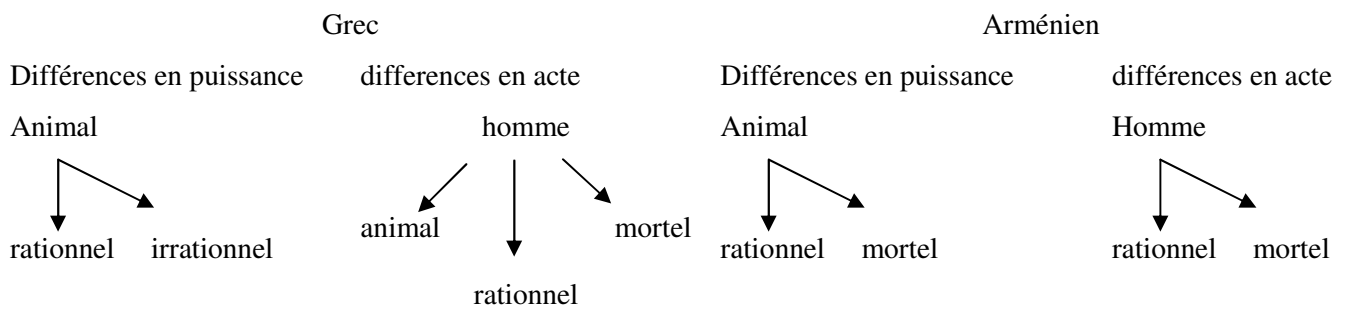 Grec Arménien
Différences en puissance differences en acte Différences en puissance différences en acte
Animal homme Animal Homme
animal mortel
rationnel irrationnel rationnel mortel rationnel mortel
rationnel